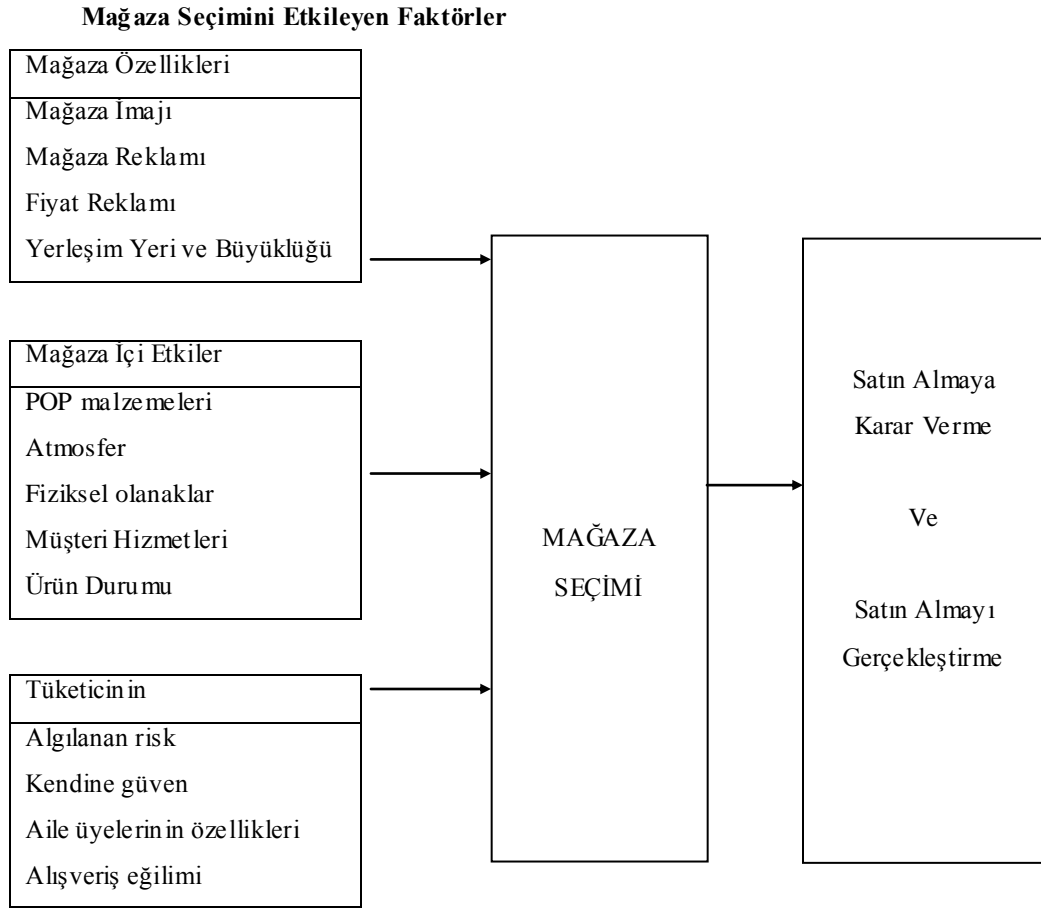 Mağaza Seçimini Etkileyen Faktörler
Mağaza Özellikleri
Mağaza İmajı
Mağaza Reklamı
Fiyat Reklamı
Yerleşim Yeri ve Büyüklüğü
Mağaza İçi Etkiler
POP malzemeleri
Atmosfer
Fiziksel olanaklar
Müşteri Hizmetleri
Ürün Durumu
Tüketicinin
Algılanan risk
Kendine güven
Aile üyelerinin özellikleri
Alışveriş eğilimi
MAĞAZA
SEÇİMİ
Satın Almaya
Karar Verme
Ve
Satın Almayı
Gerçekleştirme